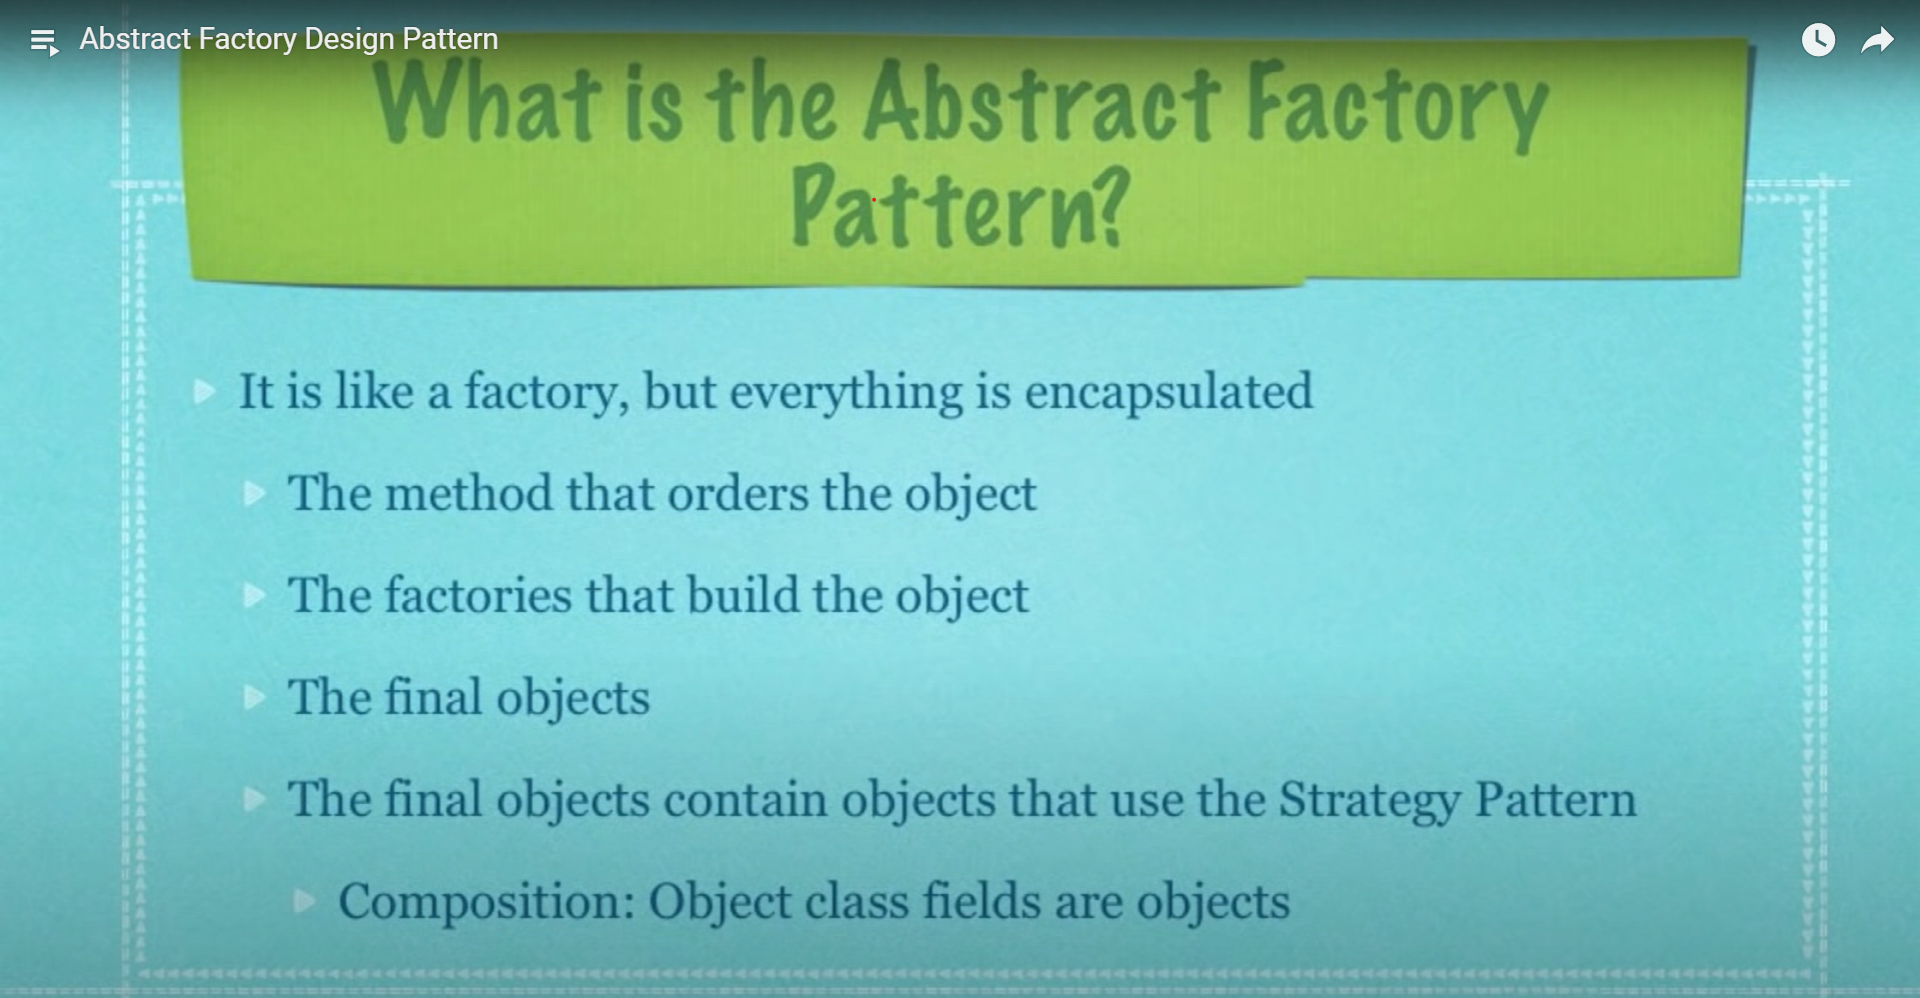 Abstract Factory Design Pattern
What is the Abstract Factory
Pattern?
It is like a factory, but everything is encapsulated
The method that orders the object
The factories that build the object
The final objects
The final objects contain objects that use the Strategy Pattern
Composition: Object class fields are objects